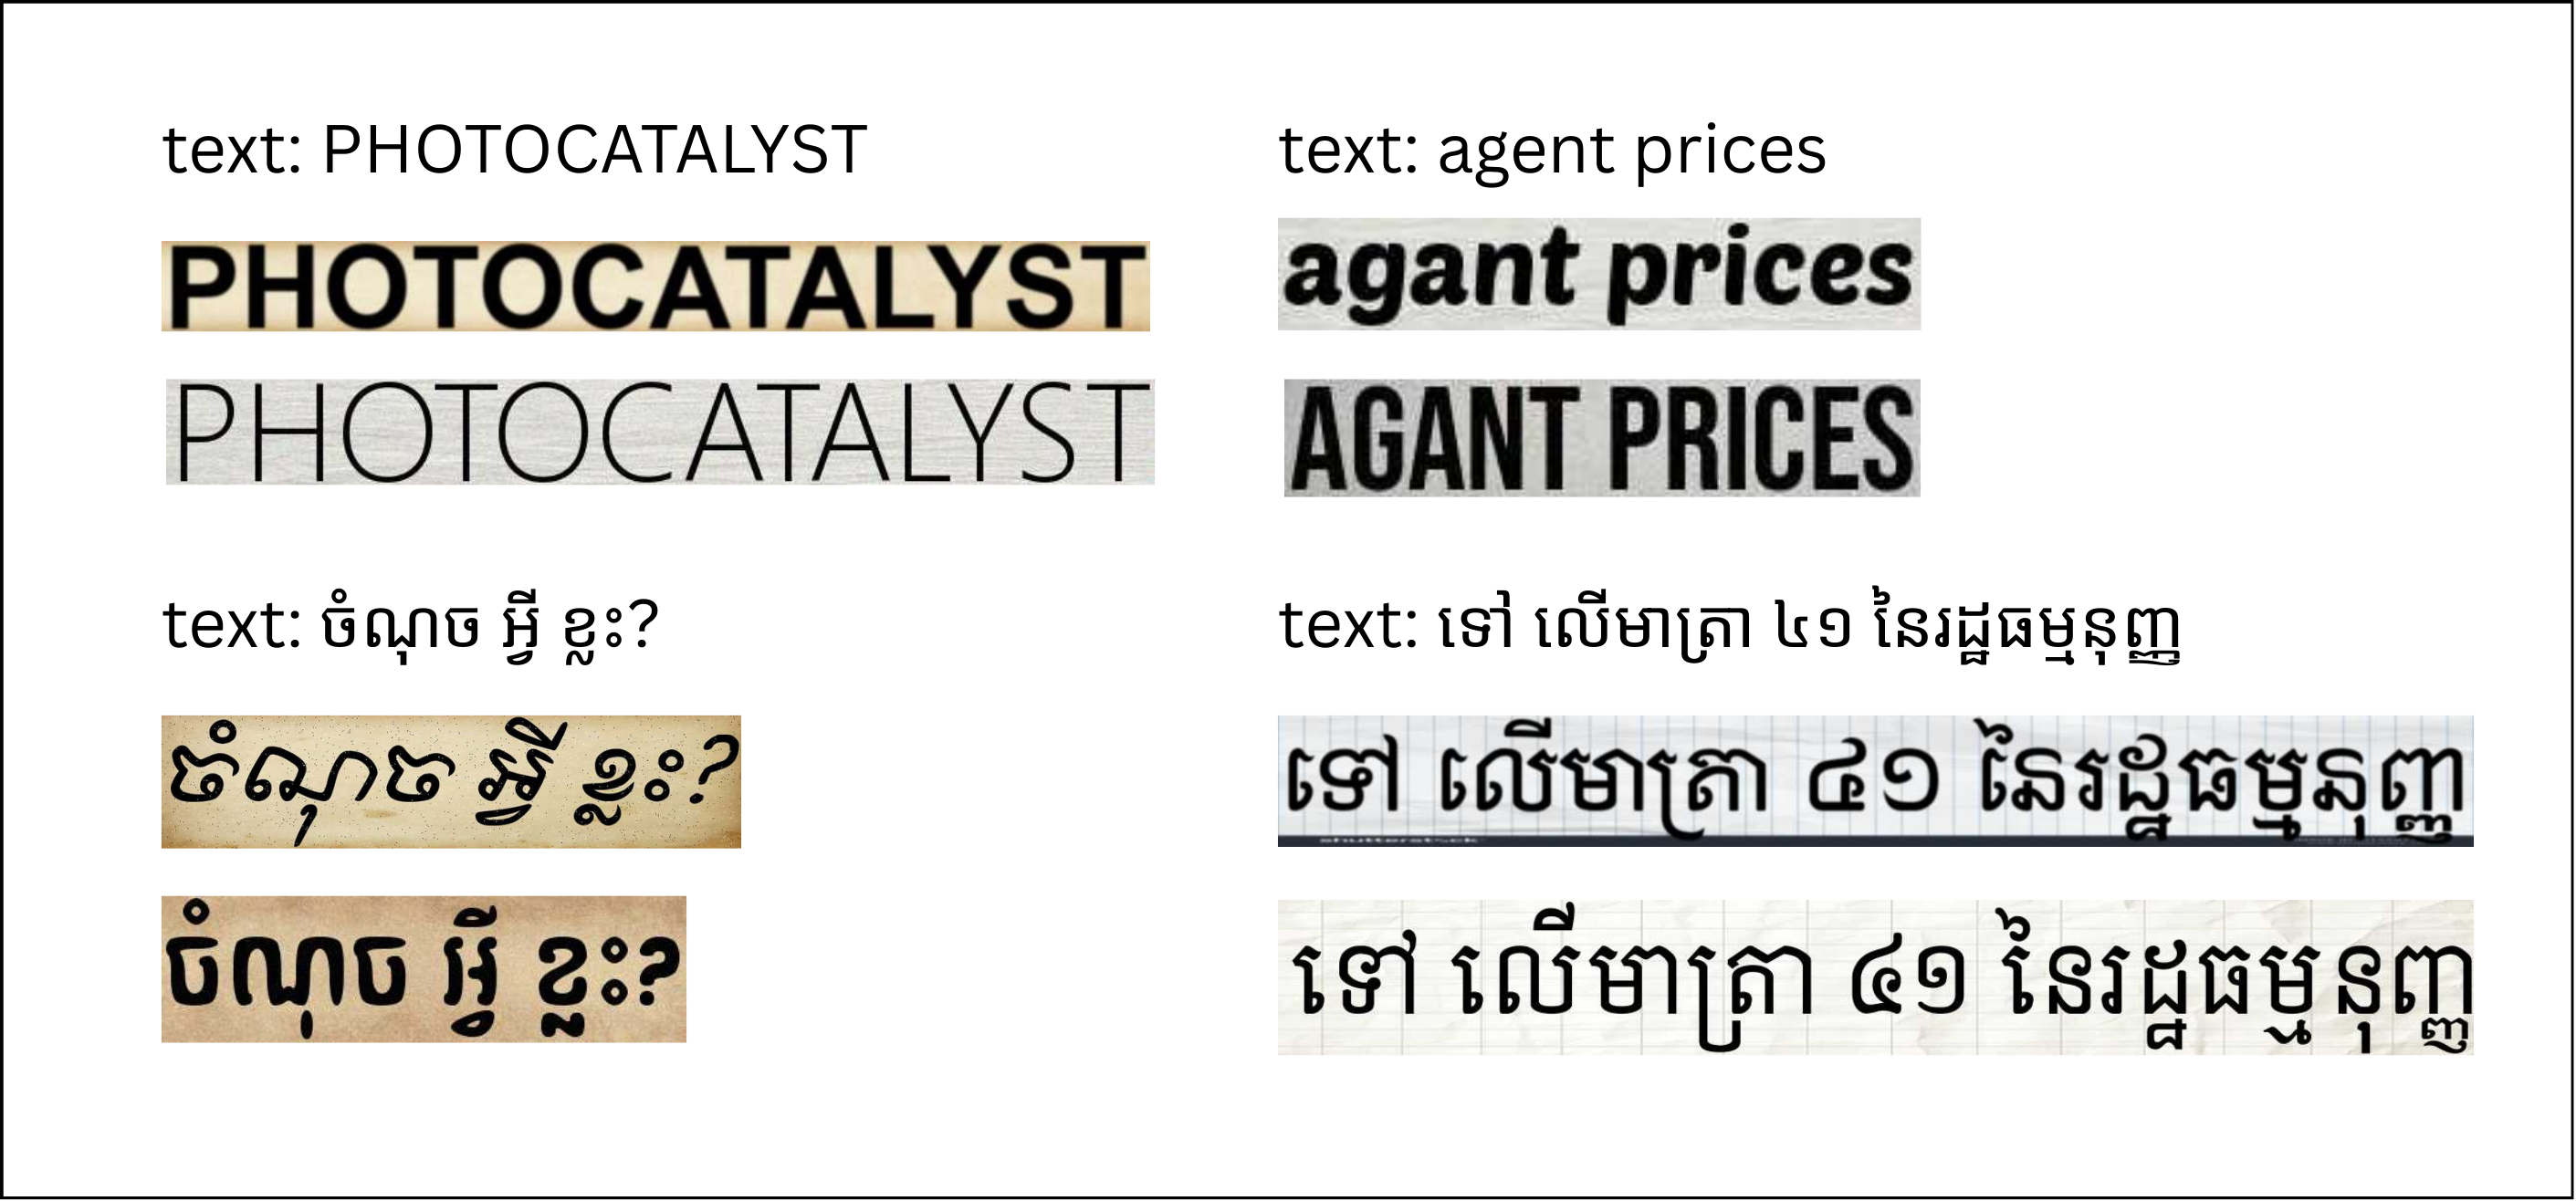 text: PHOTOCATALYST
PHOTOCATALYST
PHOTOCATALYST
text: agent prices
agant prices
AGANT PRICES
text: ចំណុច អ្វី ខ្លះ?
ចំណុច អ្វី ខ្លះ?
ចំណុច អ្វី ខ្លះ?
text: ទៅ លើមាត្រា ៤១ នៃរដ្ឋធម្មនុញ្ញ
ទៅ លើមាត្រា ៤១ នៃរដ្ឋធម្មនុញ្ញ
shutterstock
ទៅ លើមាត្រា ៤១ នៃរដ្ឋធម្មនុញ្ញ